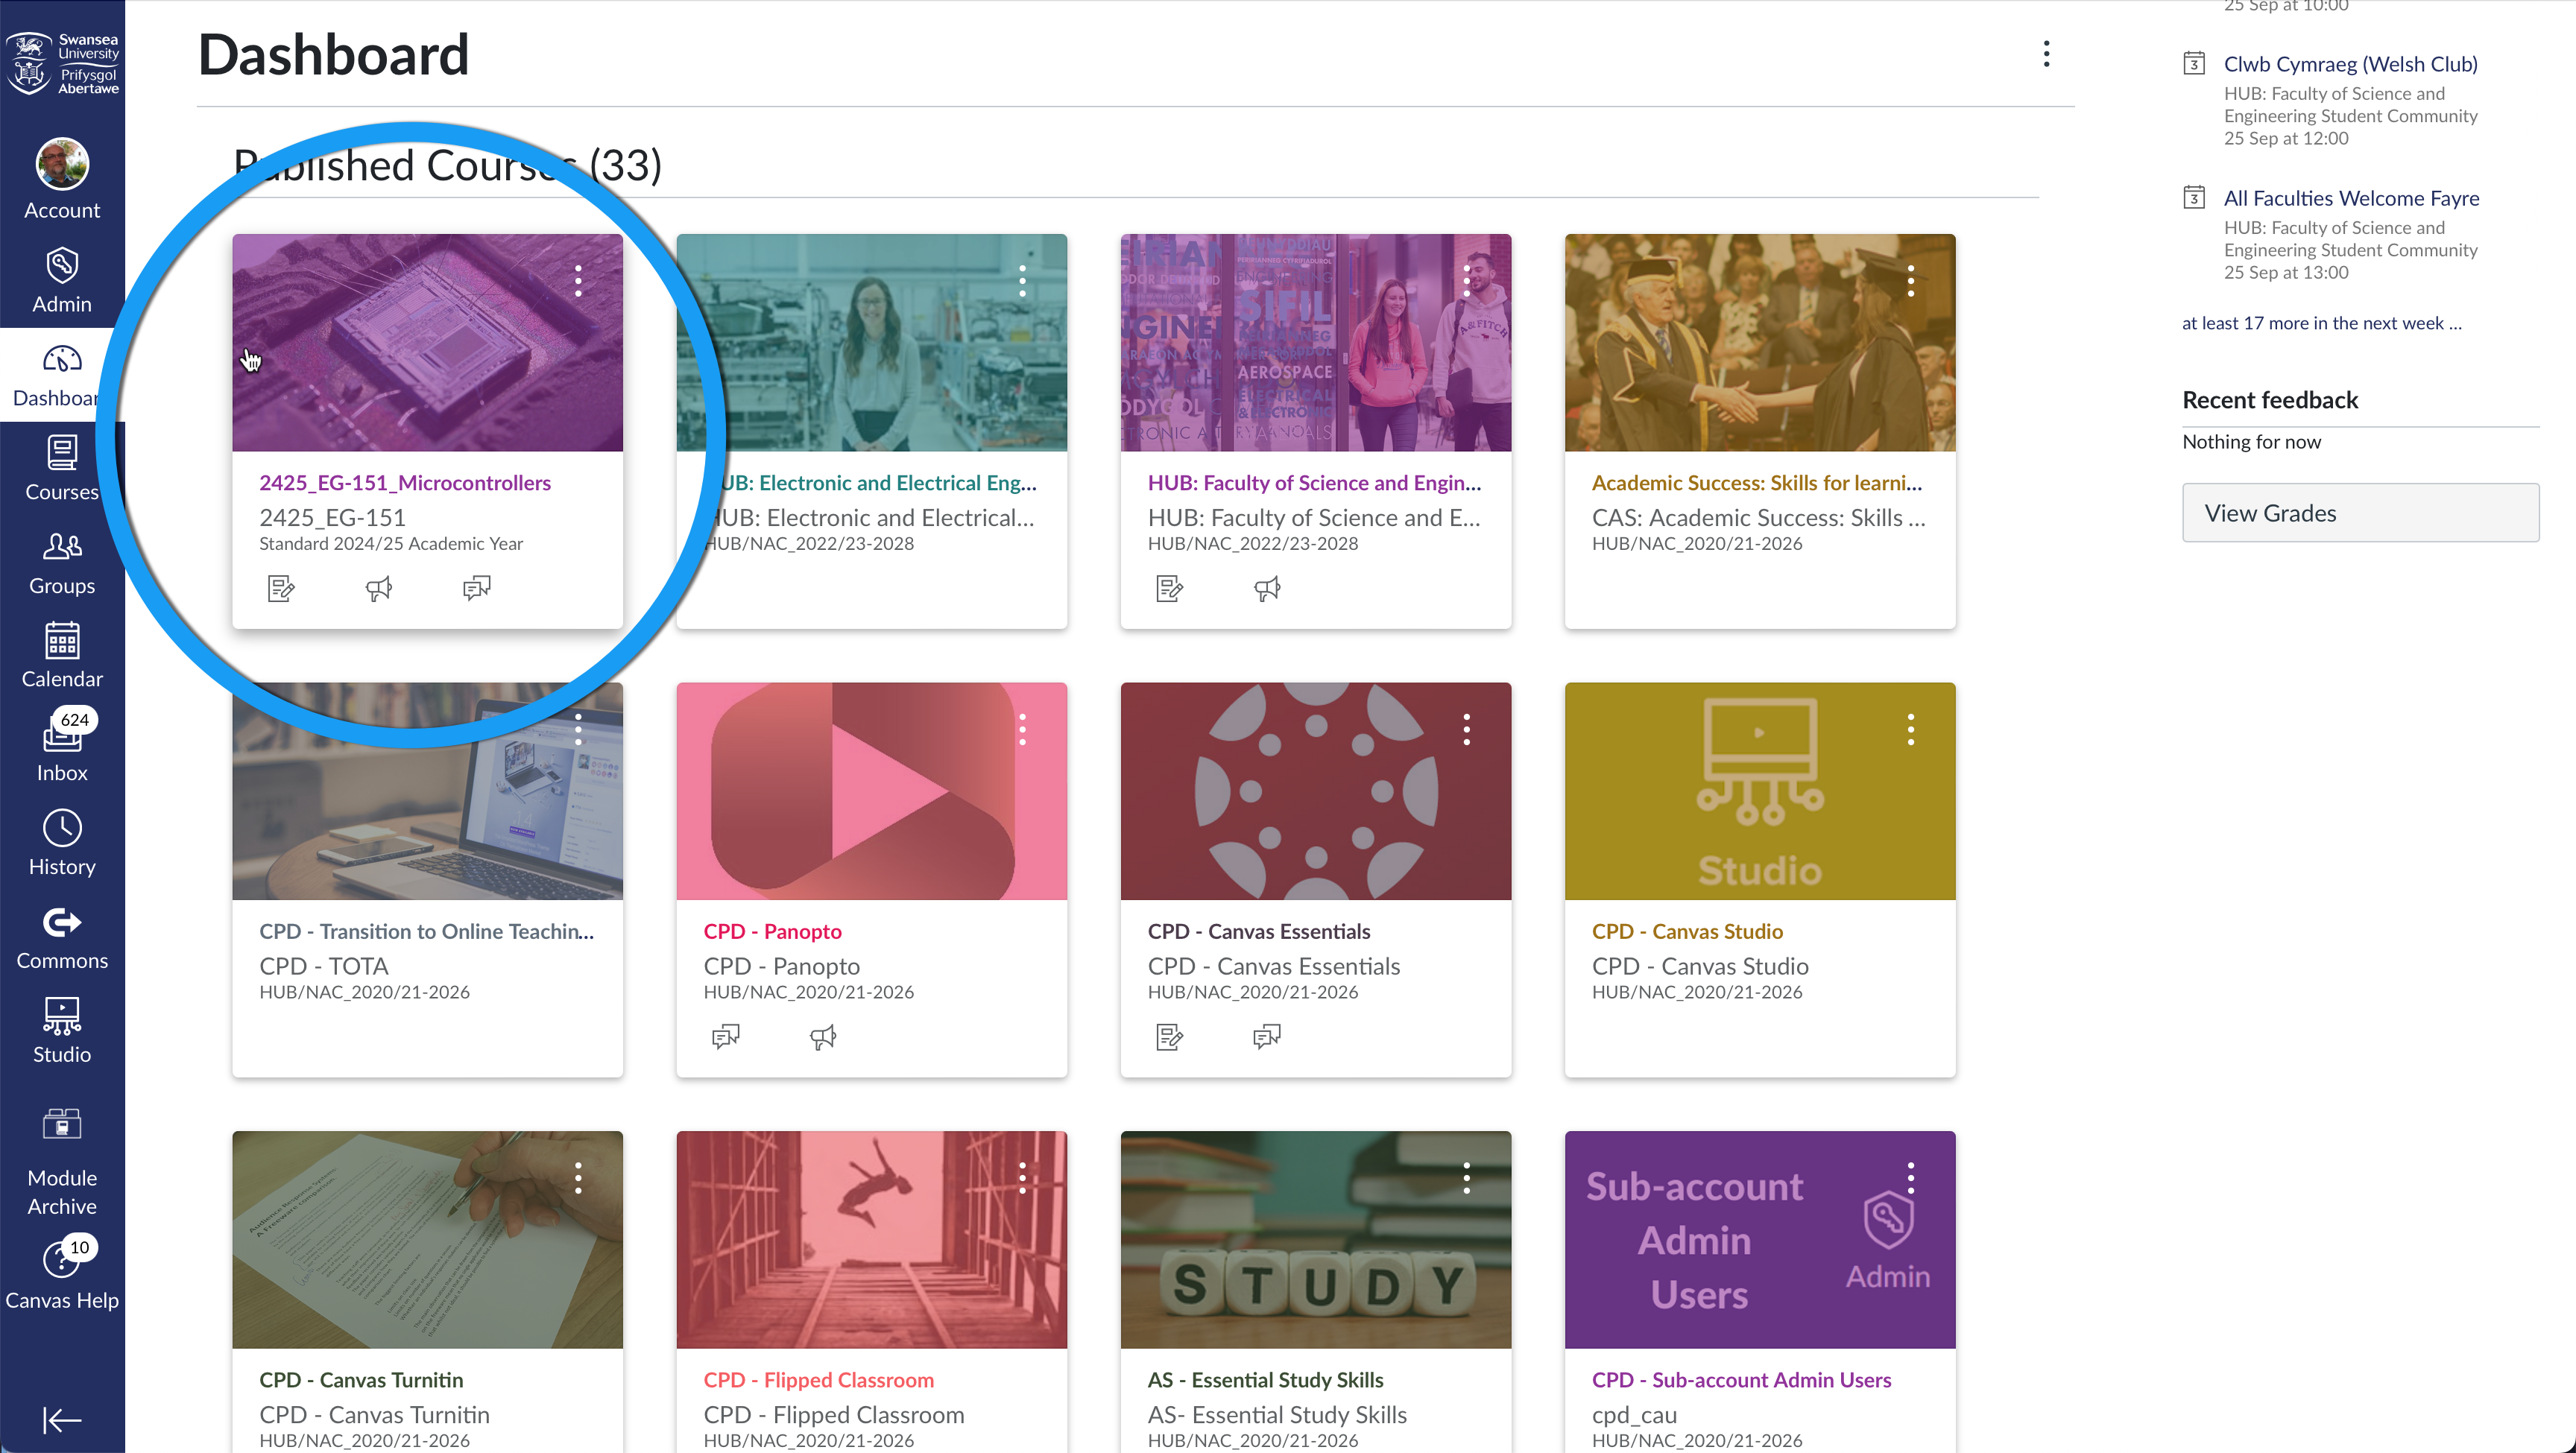 Swansea
University
Prifysgol
Abertawe
Account
Admin
Dashboar
Courses
Groups
Calendar
624
Inbox
History
Commons
Studio
Module
Archive
10
Canvas Help
Dashboard
Published Courses (33)
2425_EG-151_Microcontrollers
2425_EG-151
Standard 2024/25 Academic Year
UB: Electronic and Electrical Eng...
HUB: Electronic and Electrical...
HUB/NAC_2022/23-2028
SIFIL
AEROSPACE
ELECTRICAL
& ELECTRONIC
A&FITCH
HUB: Faculty of Science and Engin...
HUB: Faculty of Science and E...
HUB/NAC_2022/23-2028
Academic Success: Skills for learni...
CAS: Academic Success: Skills ...
HUB/NAC_2020/21-2026
CPD - Transition to Online Teachin...
CPD - TOTA
HUB/NAC_2020/21-2026
CPD - Panopto
CPD - Panopto
HUB/NAC_2020/21-2026
CPD - Canvas Essentials
CPD - Canvas Essentials
HUB/NAC_2020/21-2026
Studio
CPD - Canvas Studio
CPD - Canvas Studio
HUB/NAC_2020/21-2026
CPD - Canvas Turnitin
CPD - Canvas Turnitin
HUB/NAC_2020/21-2026
CPD - Flipped Classroom
CPD - Flipped Classroom
HUB/NAC_2020/21-2026
STUDY
AS - Essential Study Skills
AS- Essential Study Skills
HUB/NAC_2020/21-2026
Sub-account
Admin
Users
Admin
CPD - Sub-account Admin Users
cpd_cau
HUB/NAC_2020/21-2026
25 Sep at 10:00
3
Clwb Cymraeg (Welsh Club)
HUB: Faculty of Science and
Engineering Student Community
25 Sep at 12:00
3
All Faculties Welcome Fayre
HUB: Faculty of Science and
Engineering Student Community
25 Sep at 13:00
at least 17 more in the next week ...
Recent feedback
Nothing for now
View Grades